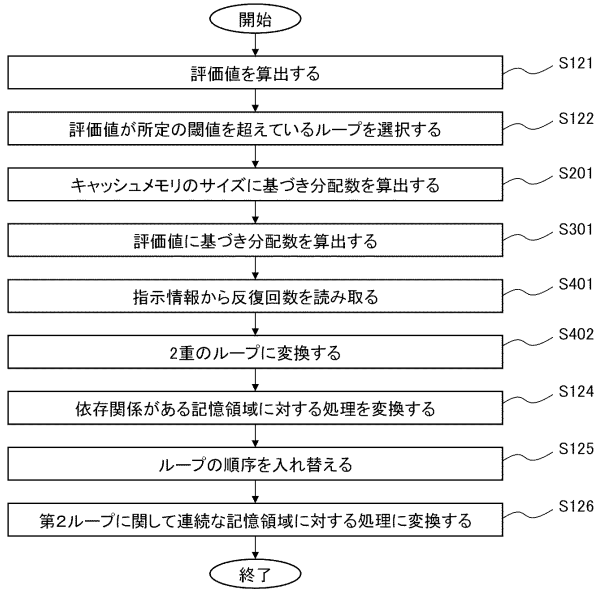 開始
評価値を算出する
S121
評価値が所定の閾値を超えているループを選択する
S122
キャッシュメモリのサイズに基づき分配数を算出する
S201
評価値に基づき分配数を算出する
S301
指示情報から反復回数を読み取る
S401
2重のループに変換する
S402
依存関係がある記憶領域に対する処理を変換する
S124
ループの順序を入れ替える
S125
第2ループに関して連続な記憶領域に対する処理に変換する
S126
終了